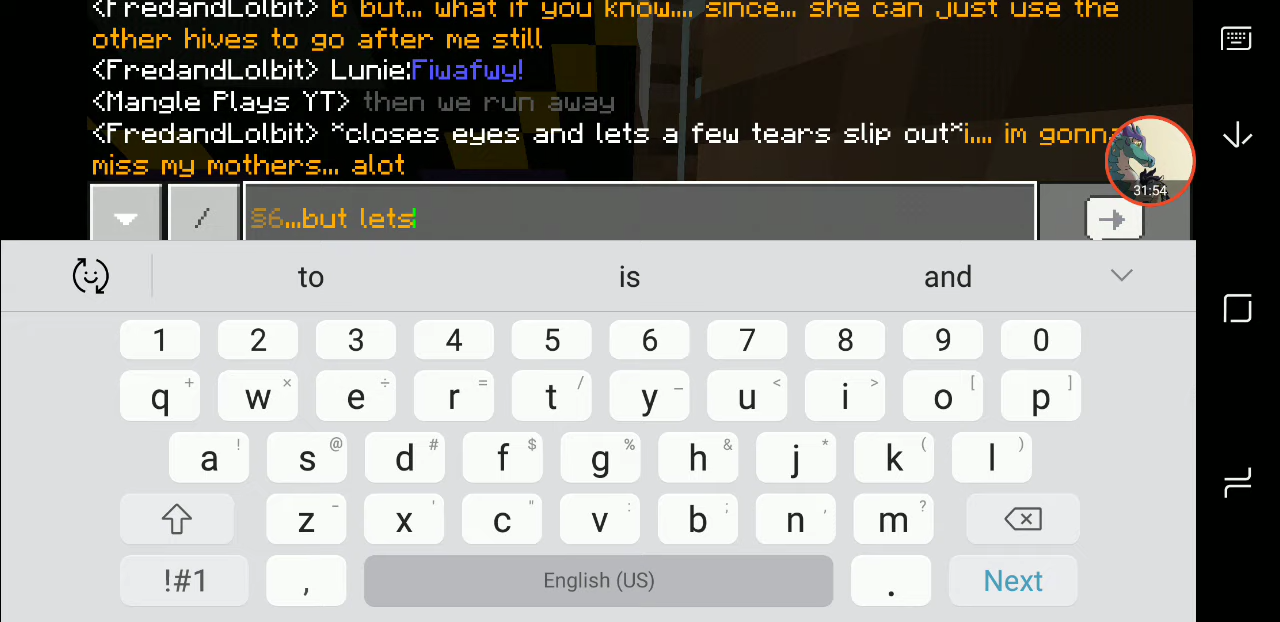 <FredandLolbit> b but... what if you know.... since... she can just use the
other hives to go after me still
<FredandLolbit> Lunie:Fiwafwy!
<Mangle Plays YT> then we run away
<FredandLolbit> *closes eyes and lets a few tears slip out*i.... im gonna
miss my mothers... alot
31:54
/ §6...but lets
to is and
1 2 3 4 5 6 7 8 9 0
q + w × e ÷ r = t / y _ u < i > o [ p ]
a ! s @ d # f $ g % h & j * k ( l )
z - x ' c " v : b ; n , m ?
!#1 , English (US) . Next